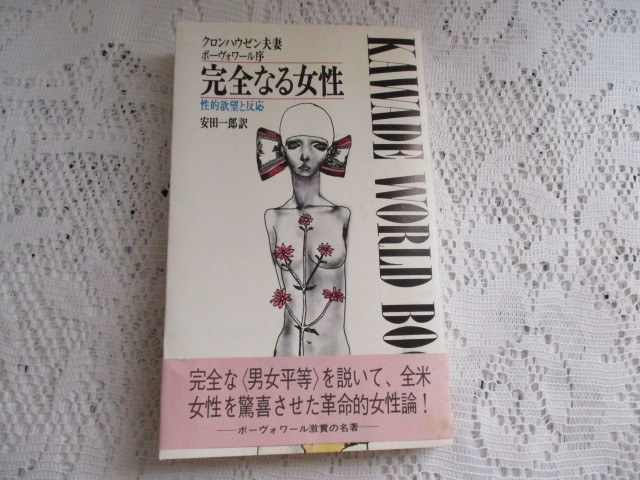 クロンハウゼン夫妻
ボーヴォワール序
完全なる女性
性的欲望と反応
安田一郎訳
KAWADE WORLD BOO
完全な〈男女平等〉を説いて、全米
女性を驚喜させた革命的女性論！
―ボーヴォワール激賞の名著―